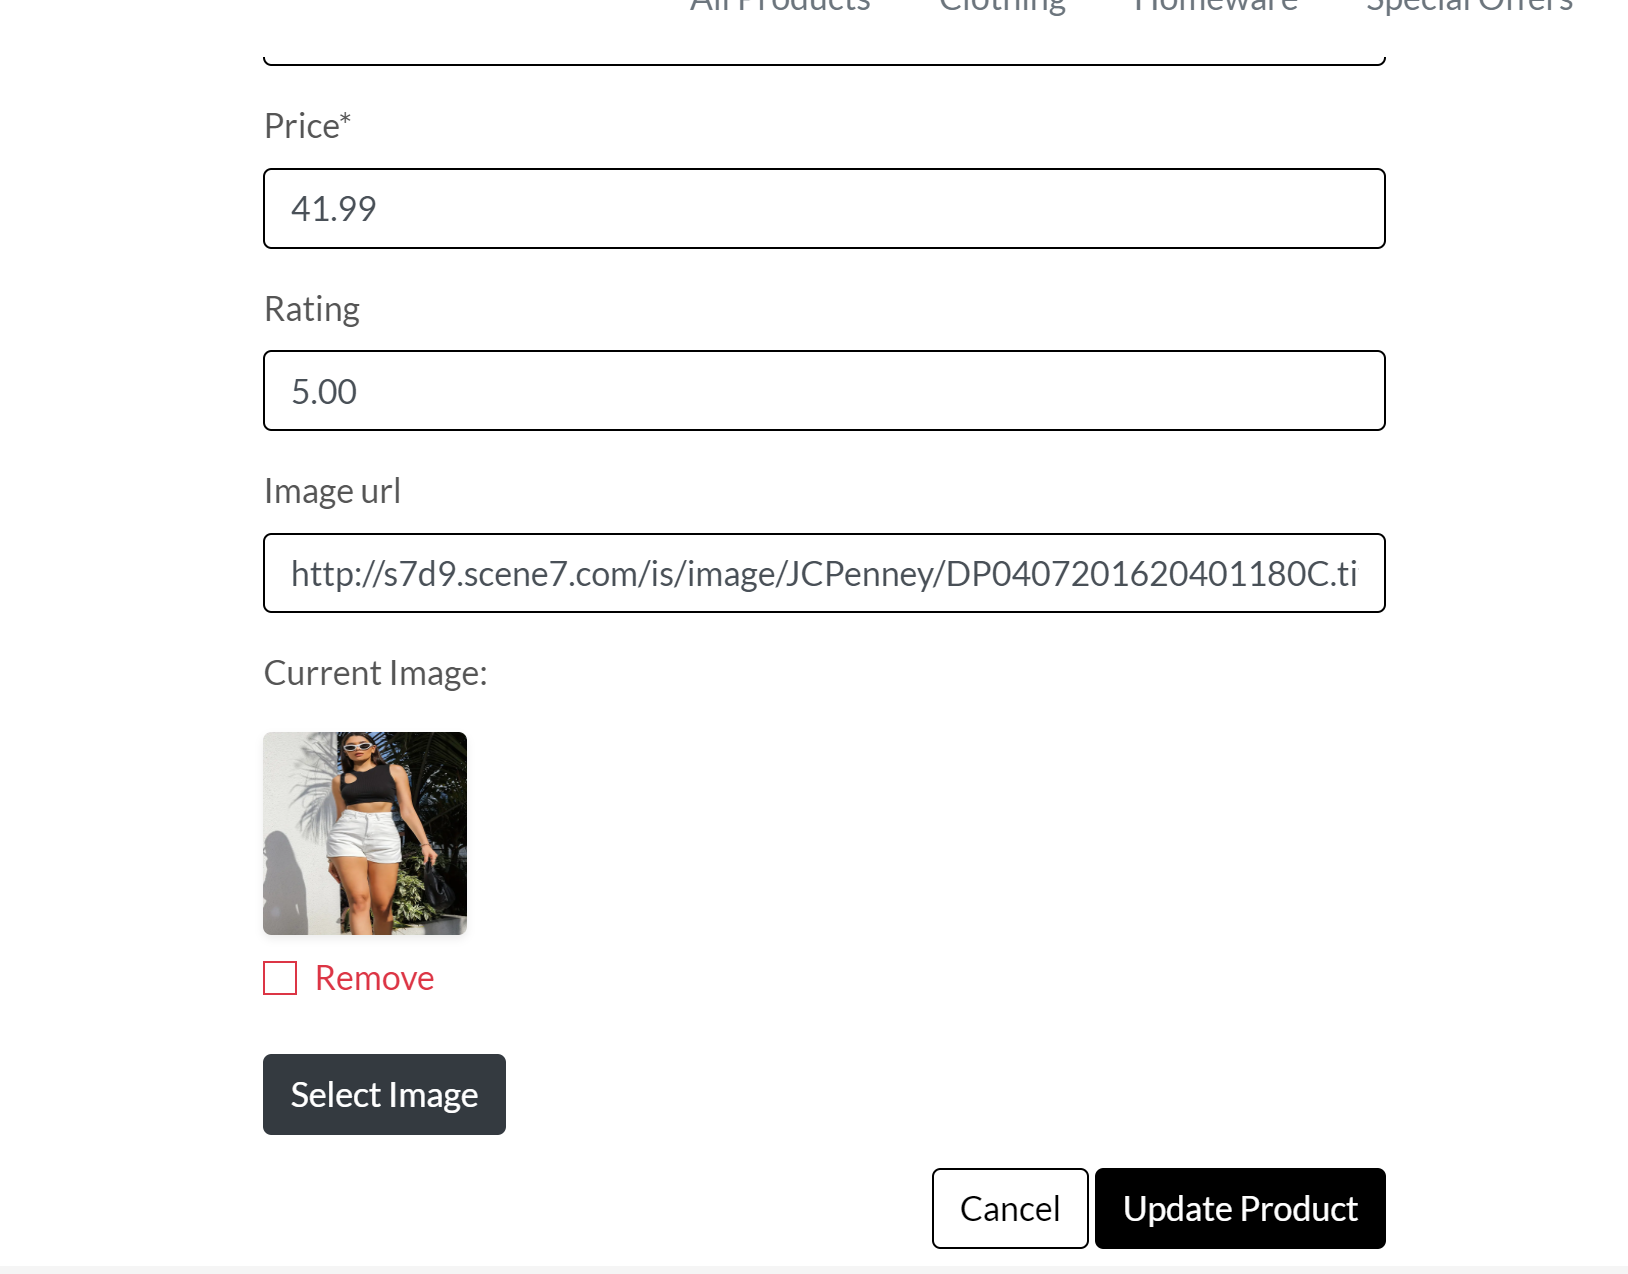 All Products Clothing Homeware Special Offers
Price*
41.99
Rating
5.00
Image url
http://s7d9.scene7.com/is/image/JCPenney/DP0407201620401180C.ti
Current Image:
Remove
Select Image
Cancel Update Product